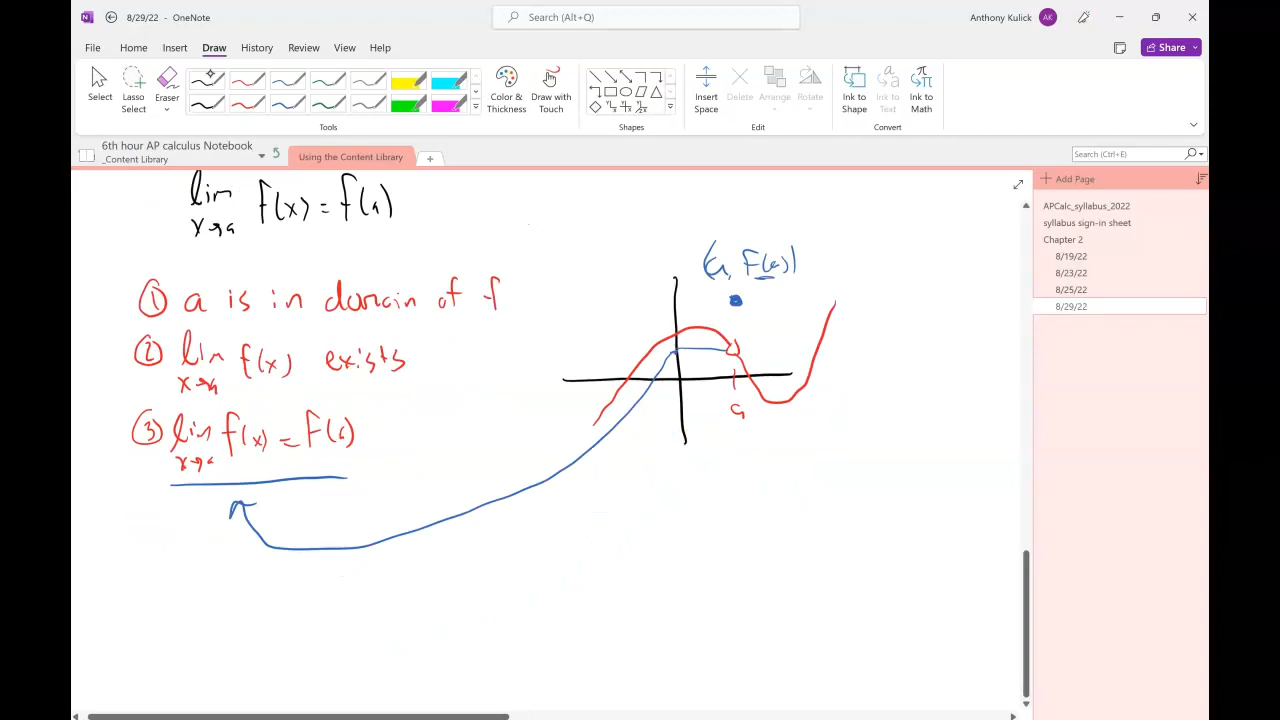 8/29/22 - OneNote
Search (Alt+Q)
Anthony Kulick
AK
File Home Insert Draw History Review View Help
Share
Select
Lasso Select
Eraser
Color & Thickness
Draw with Touch
Insert Space
Delete
Arrange
Rotate
Ink to Shape
Ink to Text
Ink to Math
Tools
Shapes
Edit
Convert
6th hour AP calculus Notebook
_Content Library
Using the Content Library
Search (Ctrl+E)
Add Page
APCalc_syllabus_2022
syllabus sign-in sheet
Chapter 2
8/19/22
8/23/22
8/25/22
8/29/22
lim f(x) = f(a)
x→a
(a, f(a))
① a is in domain of f
② lim f(x) exists
x→a
③ lim f(x) = f(a)
x→a
a